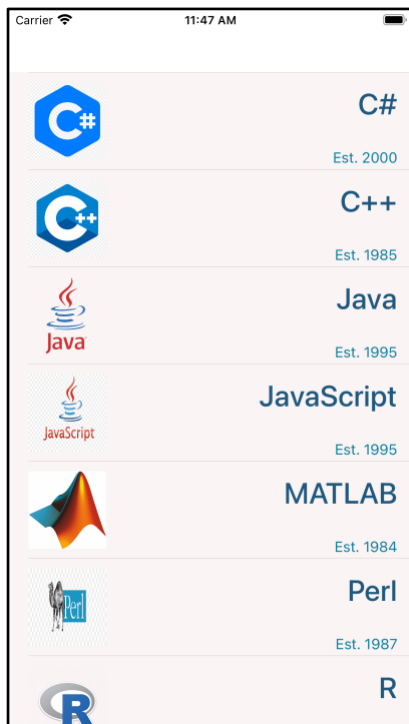 Carrier 11:47 AM
C#
C#
Est. 2000
C++
C++
Est. 1985
Java
Java
Est. 1995
JavaScript
JavaScript
Est. 1995
MATLAB
Est. 1984
Perl
Perl
Est. 1987
R
R